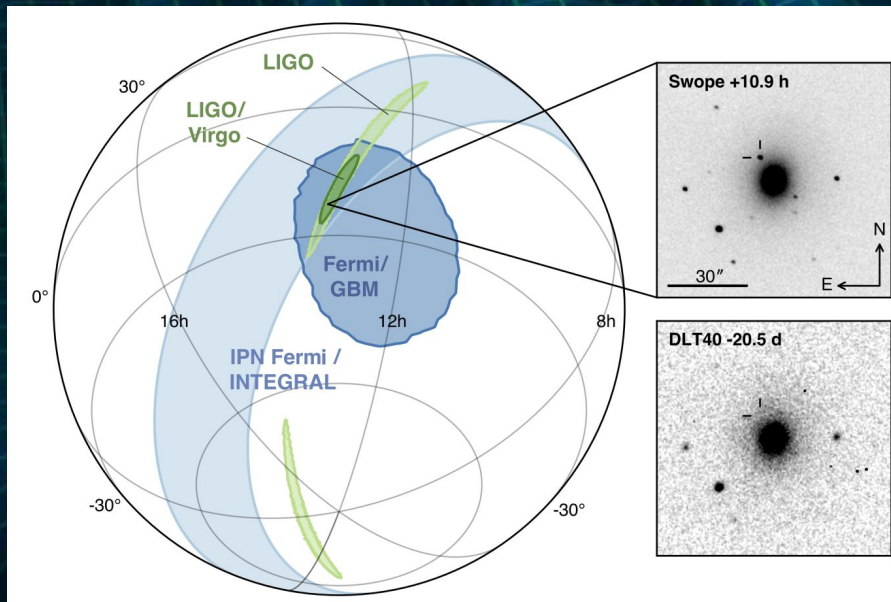 LIGO
30°
LIGO/
Virgo
Swope +10.9 h
N
E
30″
Fermi/
GBM
0°
16h
12h
8h
IPN Fermi /
INTEGRAL
DLT40 -20.5 d
-30°
-30°